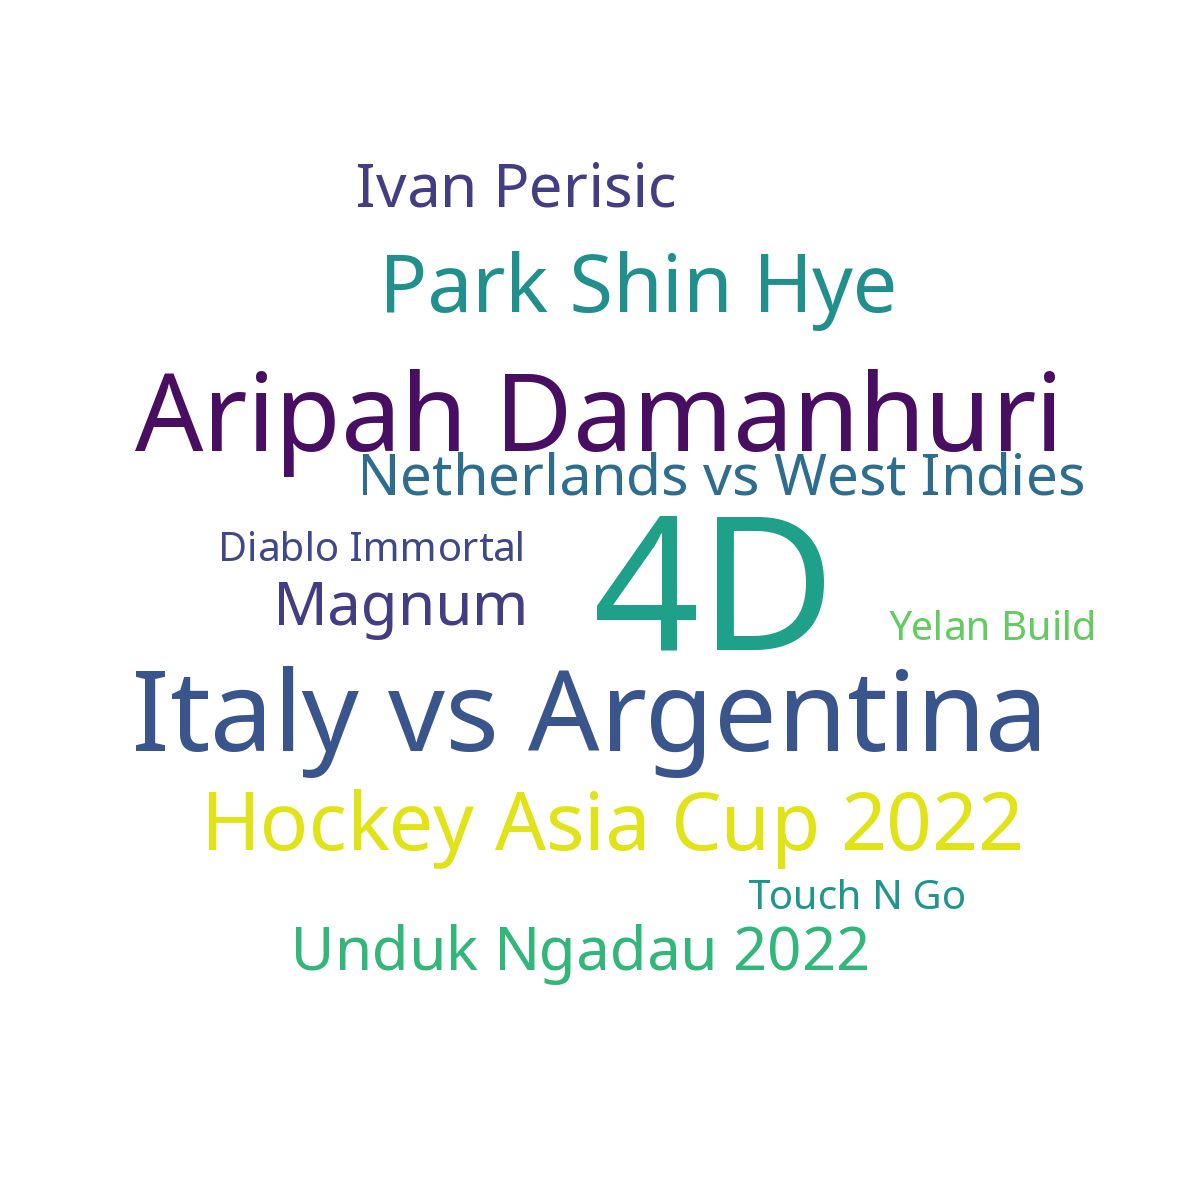 Ivan Perisic
Park Shin Hye
Aripah Damanhuri
Netherlands vs West Indies
Diablo Immortal
4D
Magnum
Yelan Build
Italy vs Argentina
Hockey Asia Cup 2022
Touch N Go
Unduk Ngadau 2022